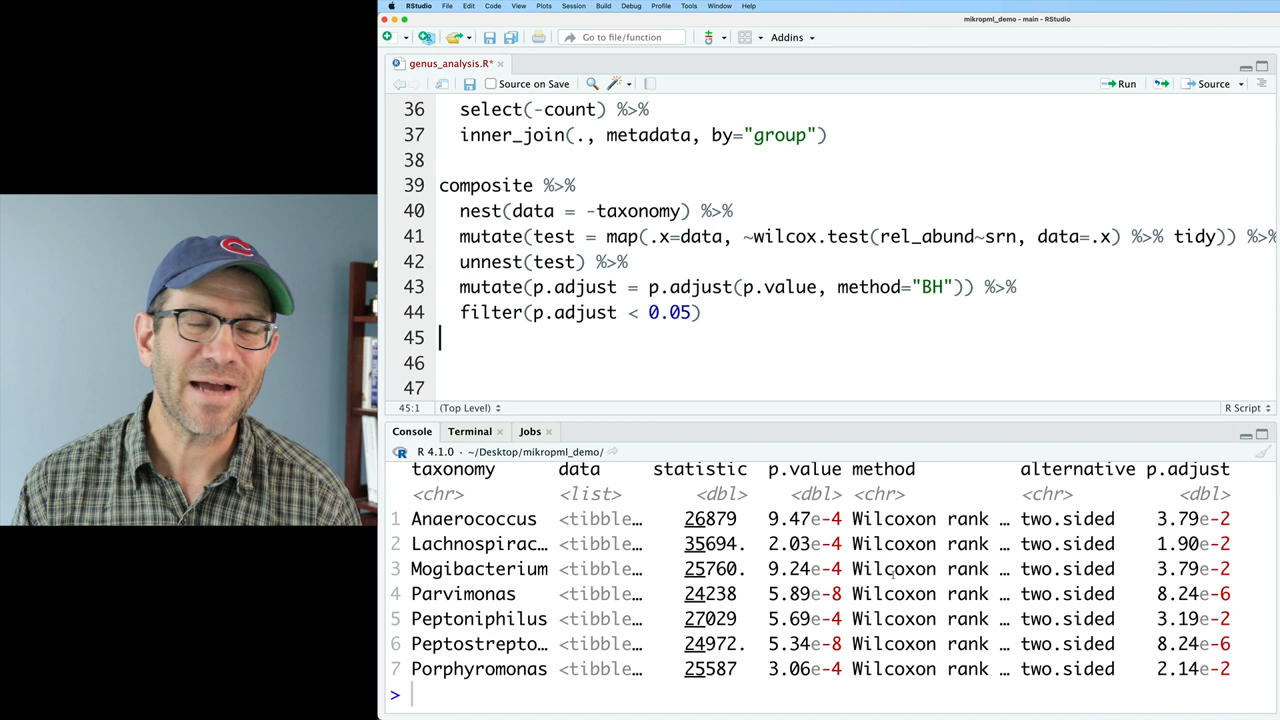 RStudio File Edit Code View Plots Session Build Debug Profile Tools Window Help
mikropml_demo - main - RStudio
Go to file/function Addins
genus_analysis.R*
Source on Save Run Source
36 select(-count) %>%
37 inner_join(., metadata, by="group")
38
39 composite %>%
40 nest(data = -taxonomy) %>%
41 mutate(test = map(.x=data, ~wilcox.test(rel_abund~srn, data=.x) %>% tidy)) %>%
42 unnest(test) %>%
43 mutate(p.adjust = p.adjust(p.value, method="BH")) %>%
44 filter(p.adjust < 0.05)
45
46
47
45:1 (Top Level) R Script
Console Terminal Jobs
R 4.1.0 · ~/Desktop/mikropml_demo/
taxonomy data statistic p.value method alternative p.adjust
<chr> <list> <dbl> <dbl> <chr> <chr> <dbl>
1 Anaerococcus <tibble… 26879 9.47e-4 Wilcoxon rank … two.sided 3.79e-2
2 Lachnospirac… <tibble… 35694. 2.03e-4 Wilcoxon rank … two.sided 1.90e-2
3 Mogibacterium <tibble… 25760. 9.24e-4 Wilcoxon rank … two.sided 3.79e-2
4 Parvimonas <tibble… 24238 5.89e-8 Wilcoxon rank … two.sided 8.24e-6
5 Peptoniphilus <tibble… 27029 5.69e-4 Wilcoxon rank … two.sided 3.19e-2
6 Peptostrepto… <tibble… 24972. 5.34e-8 Wilcoxon rank … two.sided 8.24e-6
7 Porphyromonas <tibble… 25587 3.06e-4 Wilcoxon rank … two.sided 2.14e-2
>